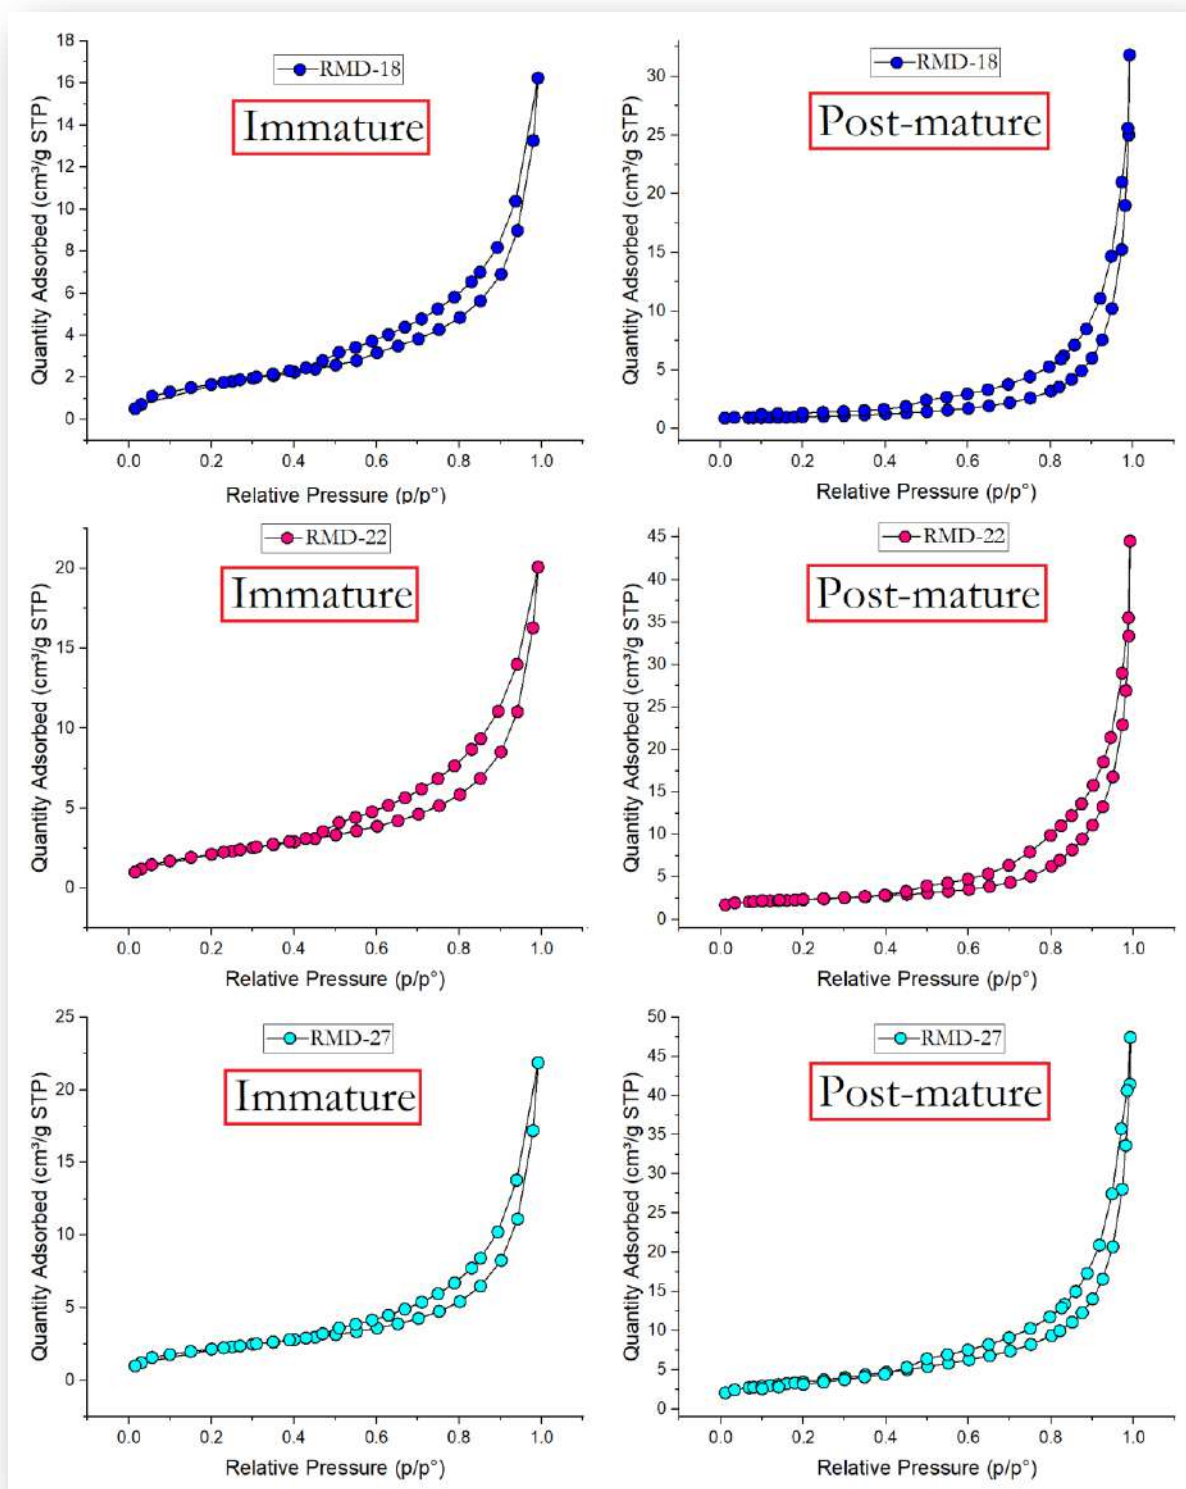 RMD-18
Immature
Quantity Adsorbed (cm³/g STP)
18
16
14
12
10
8
6
4
2
0
0.0 0.2 0.4 0.6 0.8 1.0
Relative Pressure (p/p°)
RMD-18
Post-mature
Quantity Adsorbed (cm³/g STP)
30
25
20
15
10
5
0
0.0 0.2 0.4 0.6 0.8 1.0
Relative Pressure (p/p°)
RMD-22
Immature
Quantity Adsorbed (cm³/g STP)
20
15
10
5
0
0.0 0.2 0.4 0.6 0.8 1.0
Relative Pressure (p/p°)
RMD-22
Post-mature
Quantity Adsorbed (cm³/g STP)
45
40
35
30
25
20
15
10
5
0
0.0 0.2 0.4 0.6 0.8 1.0
Relative Pressure (p/p°)
RMD-27
Immature
Quantity Adsorbed (cm³/g STP)
25
20
15
10
5
0
0.0 0.2 0.4 0.6 0.8 1.0
Relative Pressure (p/p°)
RMD-27
Post-mature
Quantity Adsorbed (cm³/g STP)
50
45
40
35
30
25
20
15
10
5
0
0.0 0.2 0.4 0.6 0.8 1.0
Relative Pressure (p/p°)